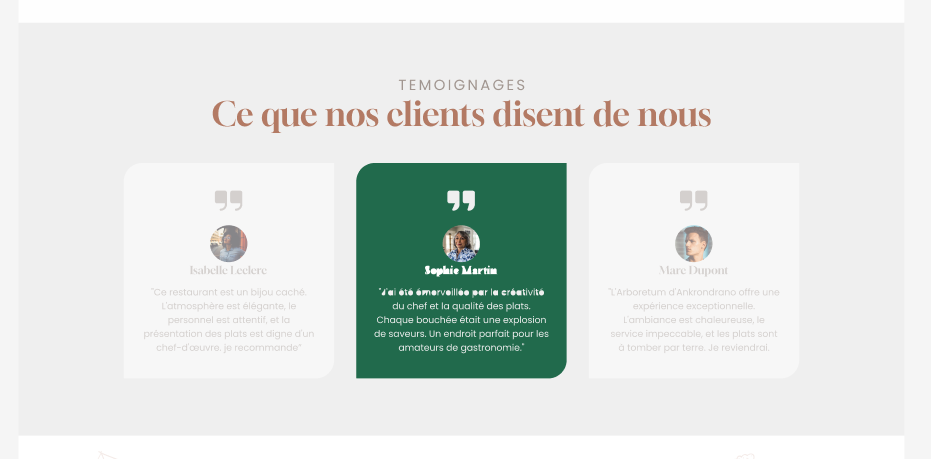 TEMOIGNAGES
Ce que nos clients disent de nous
Isabelle Leclerc
"Ce restaurant est un bijou caché.
L'atmosphère est élégante, le
personnel est attentif, et la
présentation des plats est digne d'un
chef-d'œuvre. je recommande"
Sophie Martin
"J'ai été émerveillée par la créativité
du chef et la qualité des plats.
Chaque bouchée était une explosion
de saveurs. Un endroit parfait pour les
amateurs de gastronomie."
Marc Dupont
"L'Arboretum d'Ankrondrano offre une
expérience exceptionnelle.
L'ambiance est chaleureuse, le
service impeccable, et les plats sont
à tomber par terre. Je reviendrai.